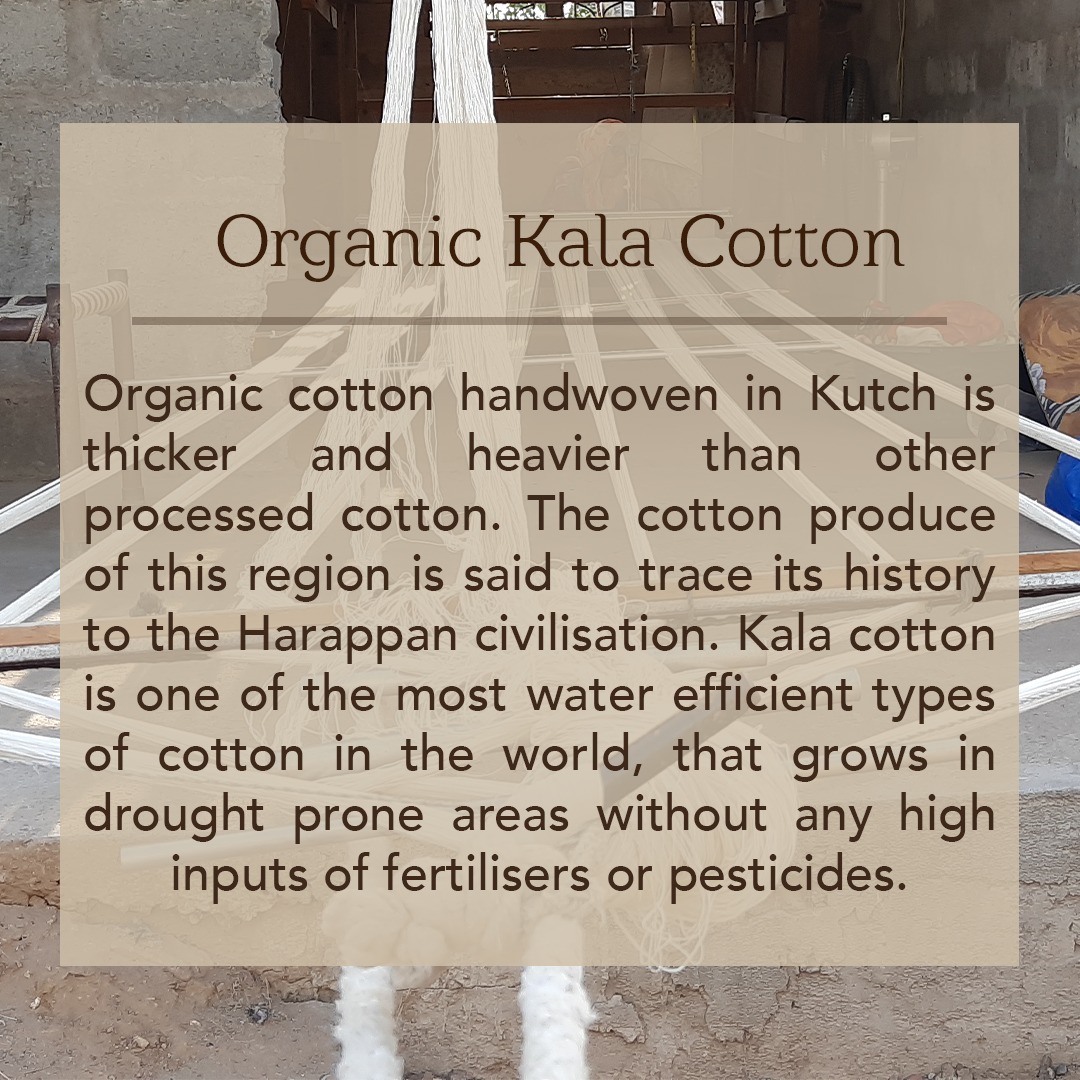 Organic Kala Cotton
Organic cotton handwoven in Kutch is
thicker and heavier than other
processed cotton. The cotton produce
of this region is said to trace its history
to the Harappan civilisation. Kala cotton
is one of the most water efficient types
of cotton in the world, that grows in
drought prone areas without any high
inputs of fertilisers or pesticides.